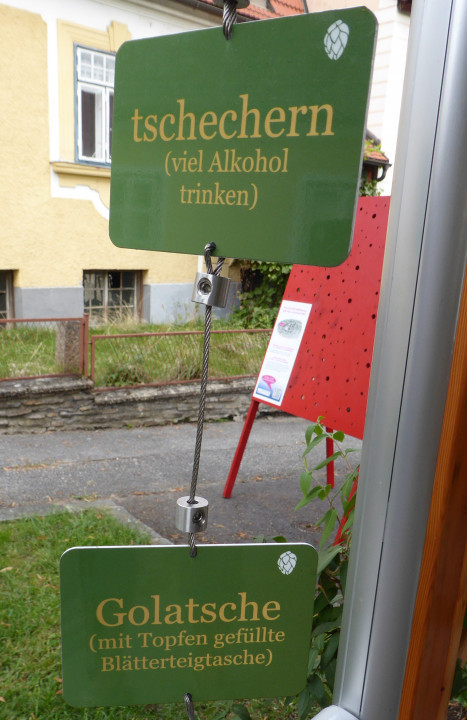 tschechern
(viel Alkohol
trinken)
Golatsche
(mit Topfen gefüllte
Blätterteigtasche)